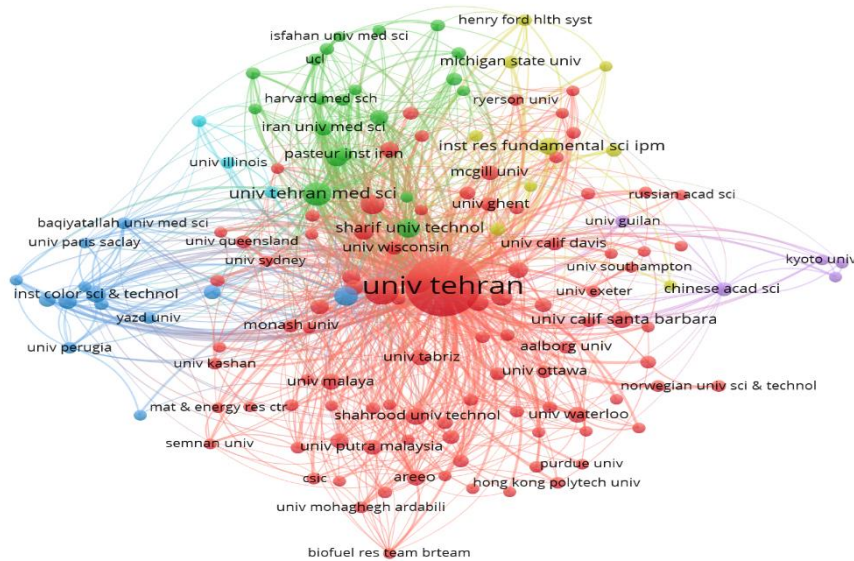 henry ford hlth syst
isfahan univ med sci
ucl
michigan state univ
harvard med sch
ryerson univ
iran univ med sci
inst res fundamental sci ipm
pasteur inst iran
univ illinois
mcgill univ
univ tehran med sci
russian acad sci
univ ghent
baqiyatallah univ med sci
sharif univ technol
univ guilan
univ paris saclay
univ queensland
univ wisconsin
univ calif davis
univ sydney
univ southampton
kyoto univ
univ tehran
inst color sci & technol
univ exeter
chinese acad sci
yazd univ
monash univ
univ calif santa barbara
univ perugia
aalborg univ
univ kashan
univ tabriz
univ ottawa
univ malaya
norwegian univ sci & technol
mat & energy res ctr
shahrood univ technol
univ waterloo
semnan univ
univ putra malaysia
purdue univ
csic
areeo
hong kong polytech univ
univ mohaghegh ardabili
biofuel res team brteam